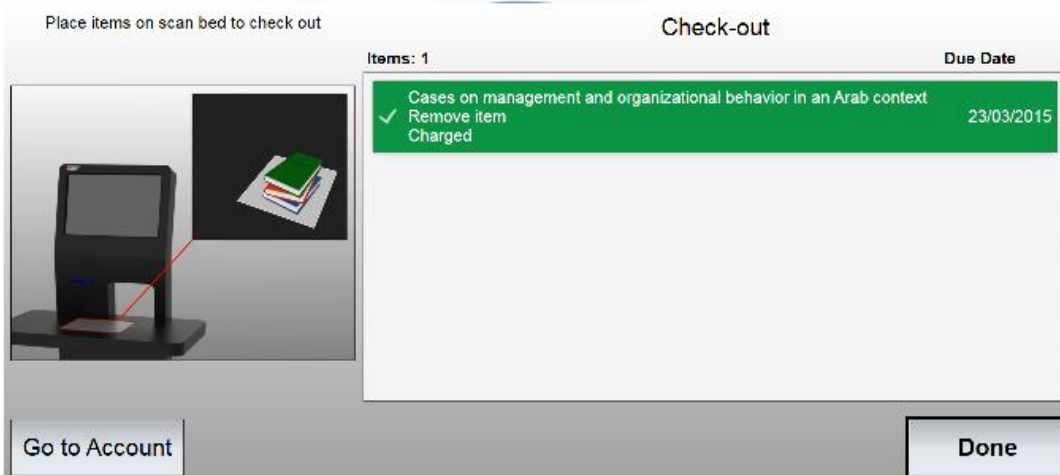 Place items on scan bed to check out
Check-out
Items: 1
Due Date
Cases on management and organizational behavior in an Arab context
Remove item
23/03/2015
Charged
Go to Account
Done